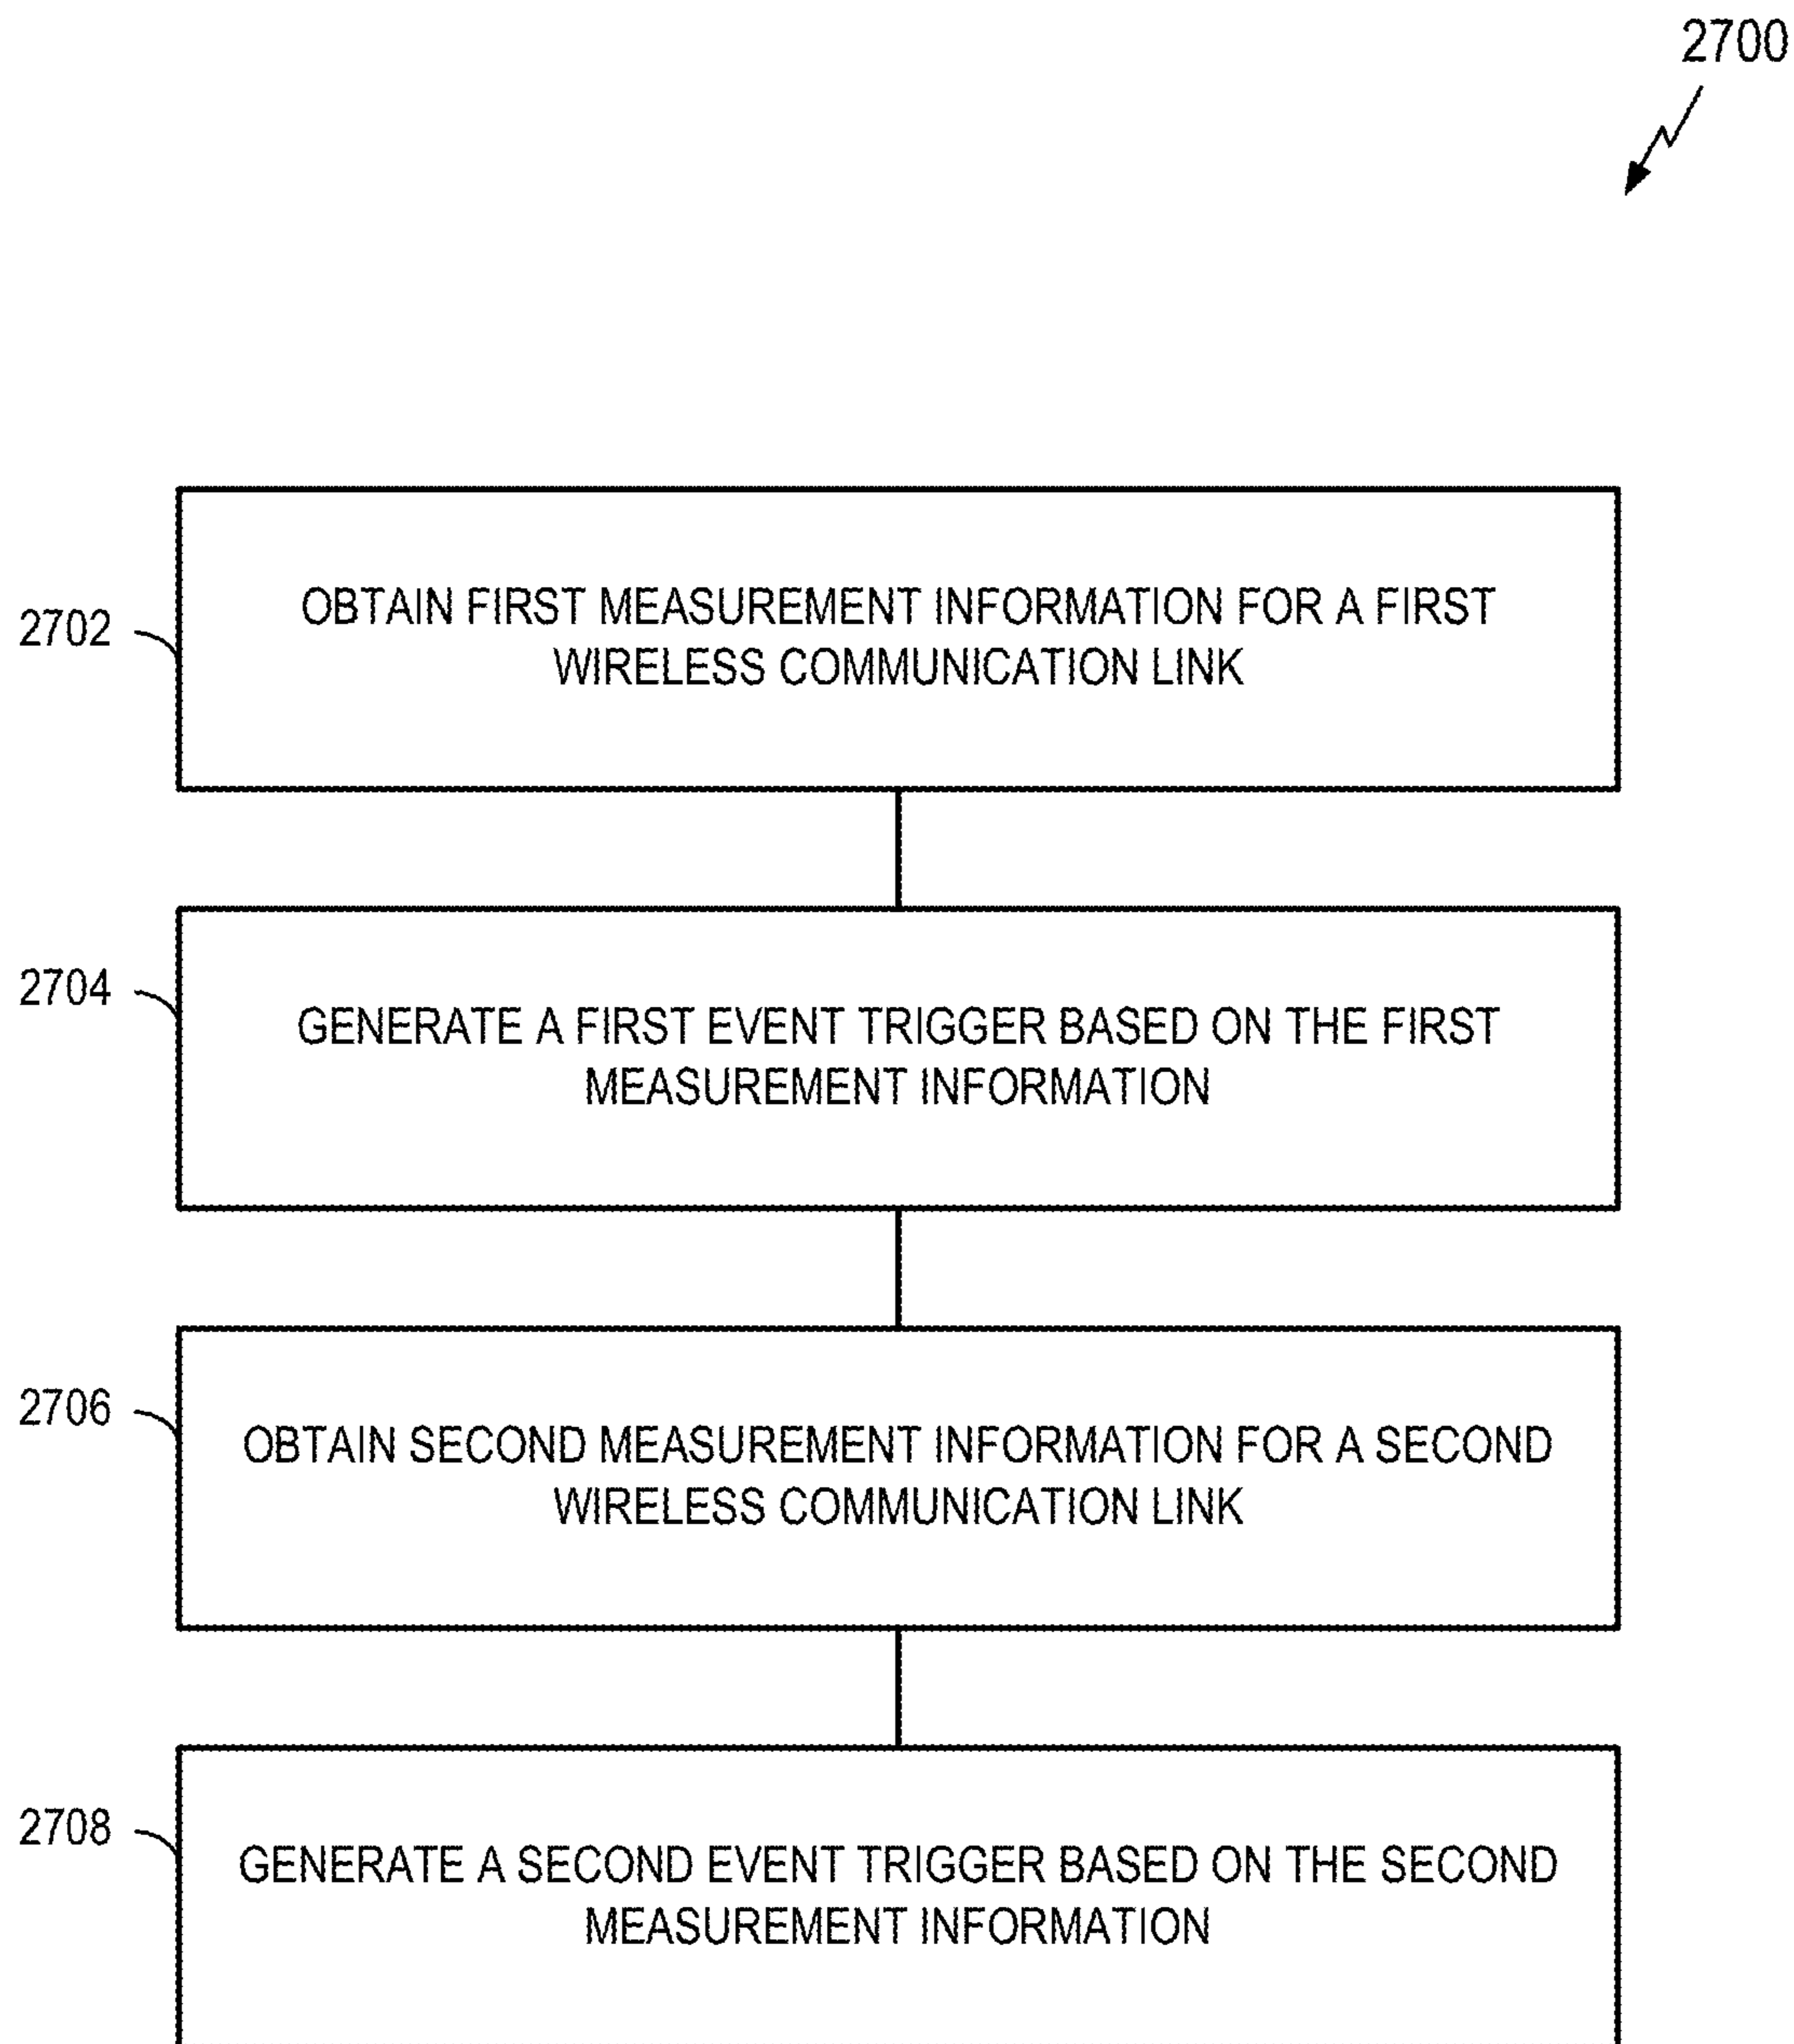 2700
2702
OBTAIN FIRST MEASUREMENT INFORMATION FOR A FIRST
WIRELESS COMMUNICATION LINK
2704
GENERATE A FIRST EVENT TRIGGER BASED ON THE FIRST
MEASUREMENT INFORMATION
2706
OBTAIN SECOND MEASUREMENT INFORMATION FOR A SECOND
WIRELESS COMMUNICATION LINK
2708
GENERATE A SECOND EVENT TRIGGER BASED ON THE SECOND
MEASUREMENT INFORMATION